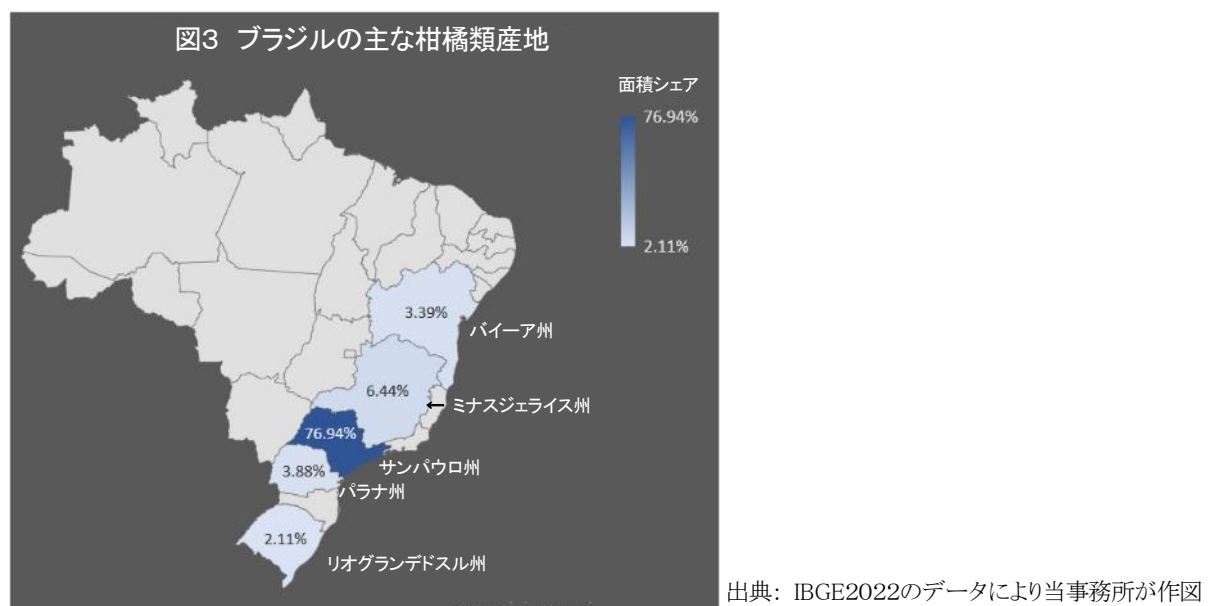 図3 ブラジルの主な柑橘類産地
面積シェア
76.94%
2.11%
3.39%
バイーア州
6.44%
ミナスジェライス州
76.94%
サンパウロ州
3.88%
パラナ州
2.11%
リオグランデドスル州
出典: IBGE2022のデータにより当事務所が作図